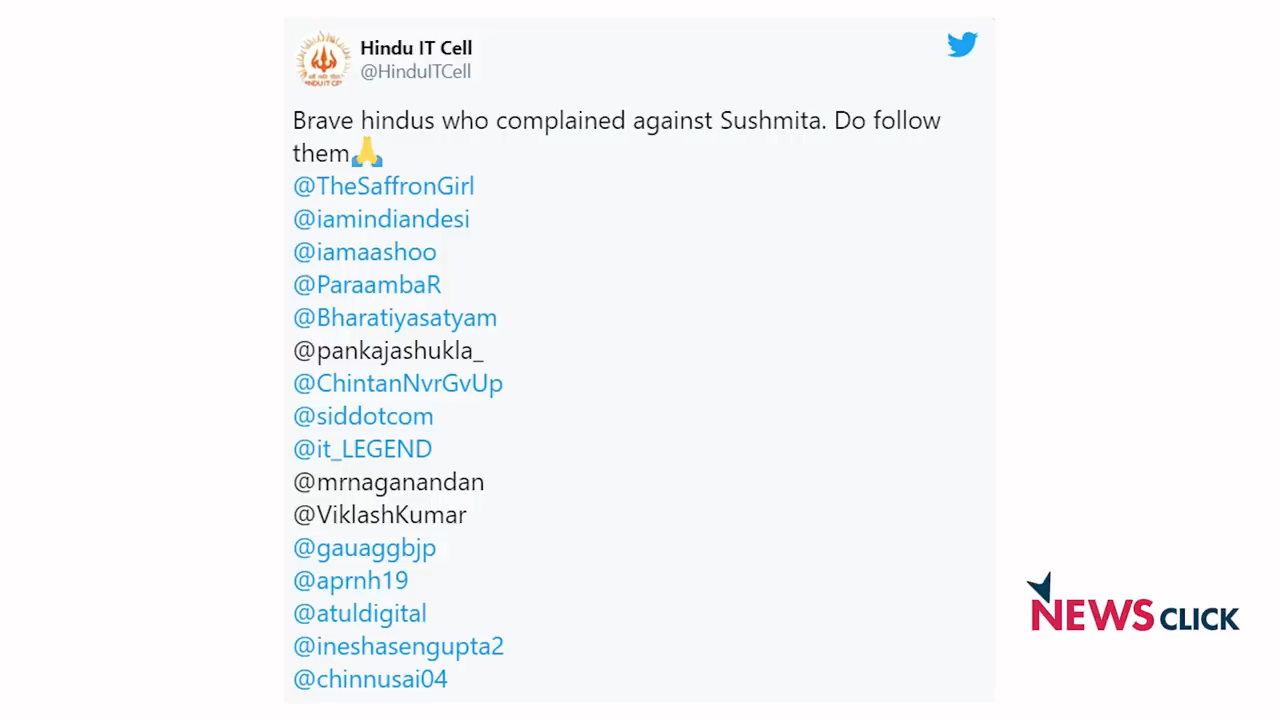 Hindu IT Cell
@HinduITCell
Brave hindus who complained against Sushmita. Do follow
them🙏
@TheSaffronGirl
@iamindiandesi
@iamaashoo
@ParaambaR
@Bharatiyasatyam
@pankajashukla_
@ChintanNvrGvUp
@siddotcom
@it_LEGEND
@mrnaganandan
@ViklashKumar
@gauaggbjp
@aprnh19
@atuldigital
@ineshasengupta2
@chinnusai04
NEWS CLICK